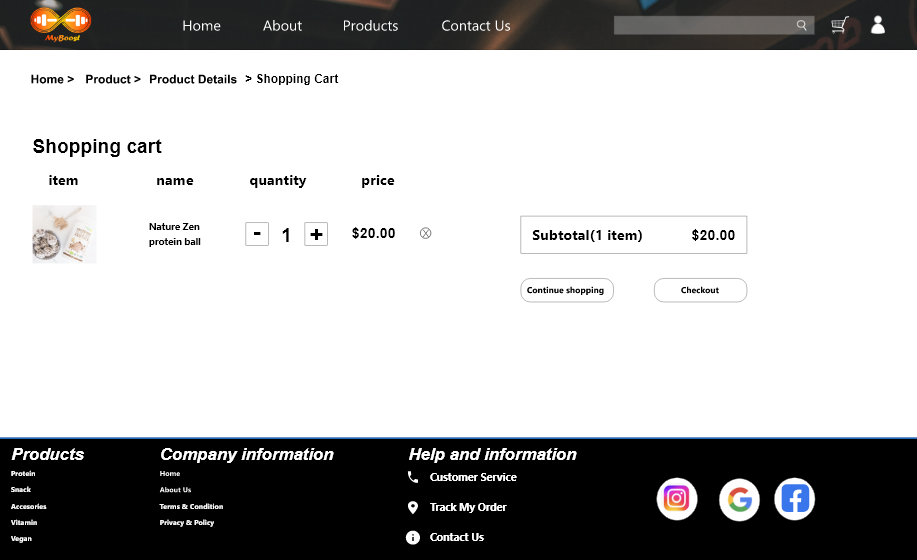 MyBoost
Home About Products Contact Us
Home > Product > Product Details > Shopping Cart
Shopping cart
item name quantity price
Nature Zen
protein ball
- 1 + $20.00
Subtotal(1 item) $20.00
Continue shopping Checkout
Products
Protein
Snack
Accesories
Vitamin
Vegan
Company information
Home
About Us
Terms & Condition
Privacy & Policy
Help and information
Customer Service
Track My Order
Contact Us